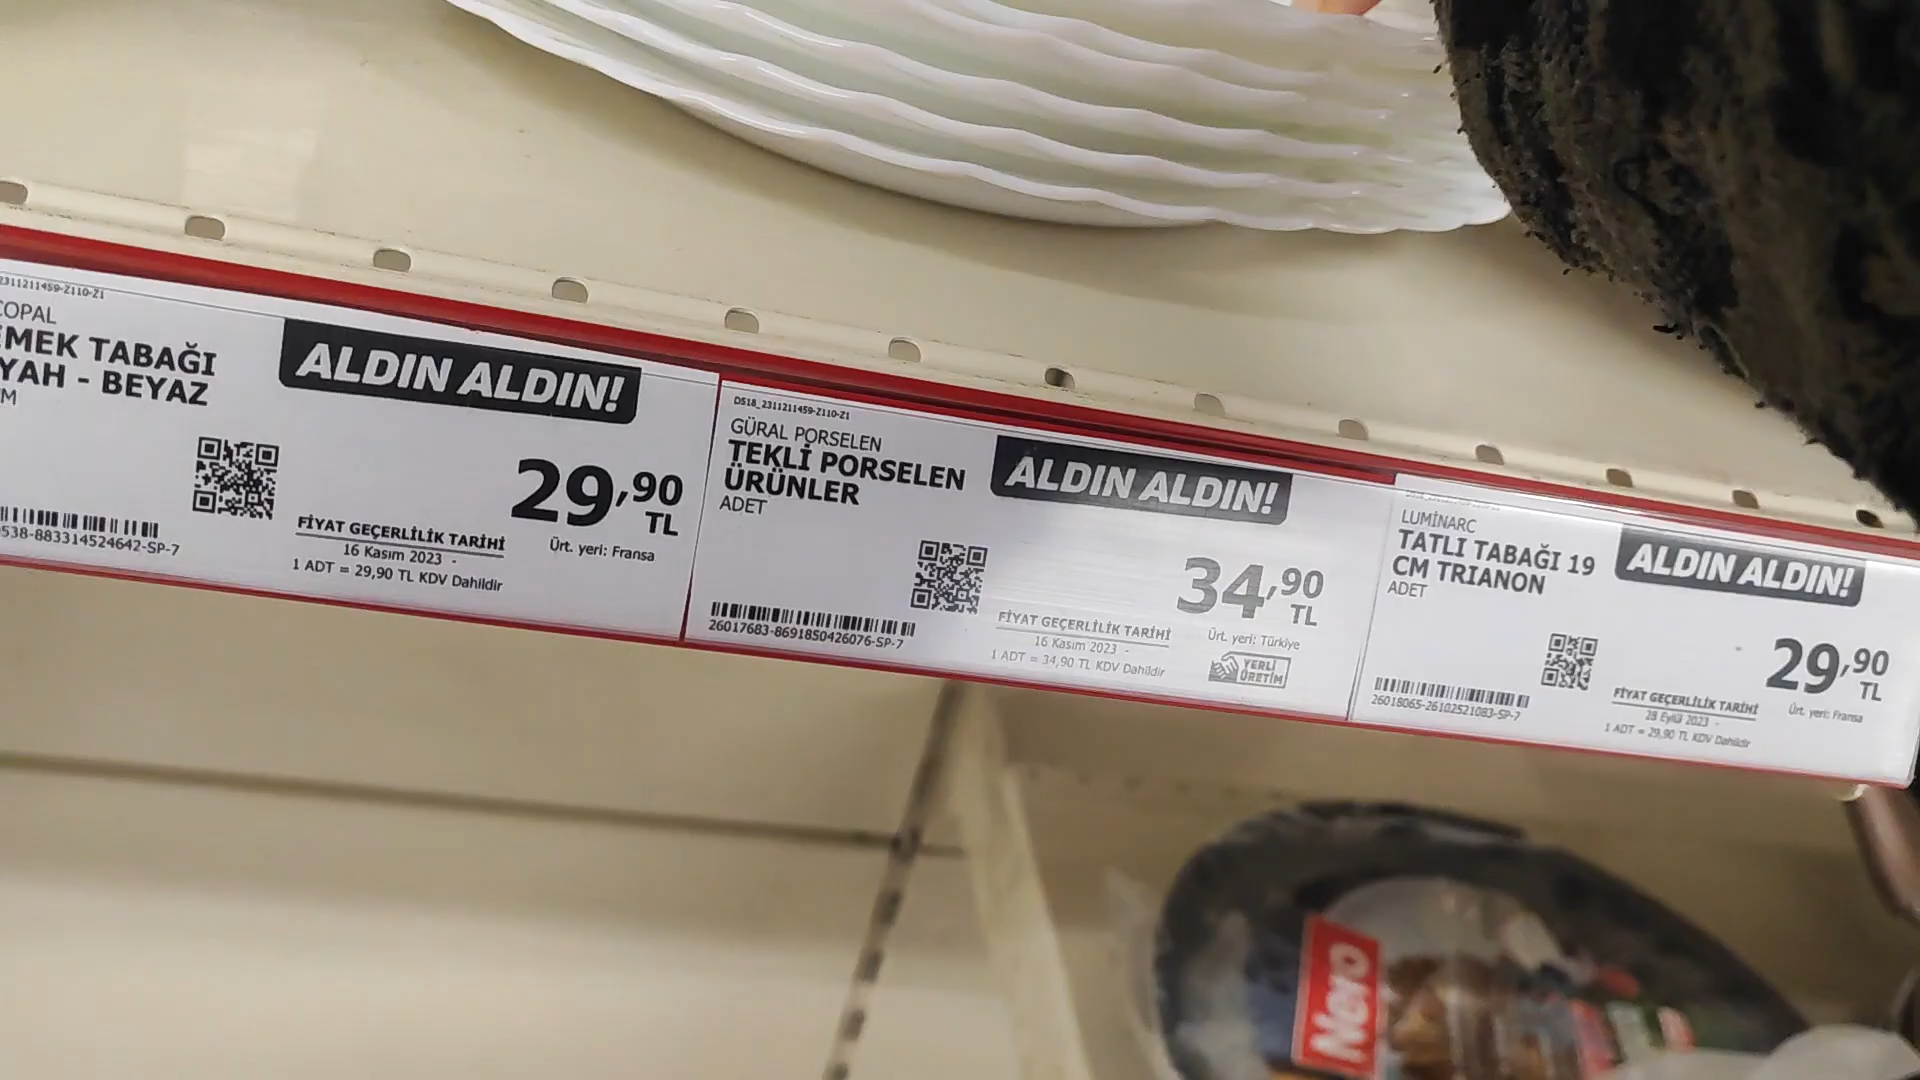 2311211459-Z110-Z1
COPAL
EMEK TABAĞI
YAH - BEYAZ
M
ALDIN ALDIN!
29,90
TL
FİYAT GEÇERLİLİK TARİHİ
16 Kasım 2023 -
1 ADT = 29,90 TL KDV Dahildir
Ürt. yeri: Fransa
538-883314524642-SP-7
D518_2311211459-Z110-Z1
GÜRAL PORSELEN
TEKLİ PORSELEN
ÜRÜNLER
ADET
ALDIN ALDIN!
34,90
TL
FİYAT GEÇERLİLİK TARİHİ
16 Kasım 2023 -
1 ADT = 34,90 TL KDV Dahildir
Ürt. yeri: Türkiye
YERLİ
ÜRETİM
26017683-8691850426076-SP-7
LUMİNARC
TATLI TABAĞI 19
CM TRIANON
ADET
ALDIN ALDIN!
29,90
TL
FİYAT GEÇERLİLİK TARİHİ
28 Eylül 2023 -
1 ADT = 29,90 TL KDV Dahildir
Ürt. yeri: Fransa
26018065-26102521083-SP-7
Nero